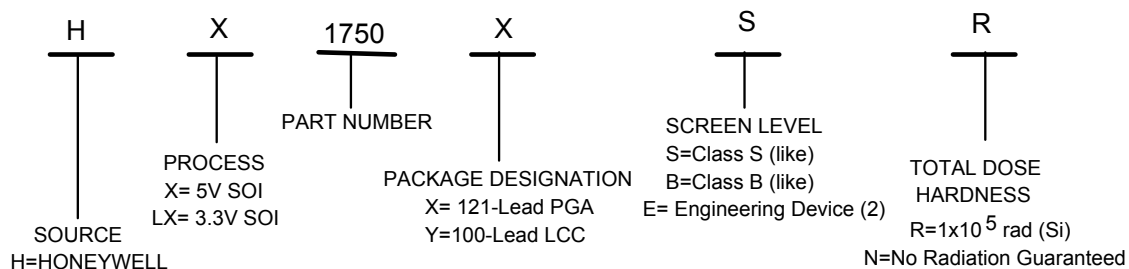 H X 1750 X S R
PART NUMBER
PROCESS
X= 5V SOI
LX= 3.3V SOI
SOURCE
H=HONEYWELL
PACKAGE DESIGNATION
X= 121-Lead PGA
Y=100-Lead LCC
SCREEN LEVEL
S=Class S (like)
B=Class B (like)
E= Engineering Device (2)
TOTAL DOSE
HARDNESS
R=1x10 5 rad (Si)
N=No Radiation Guaranteed